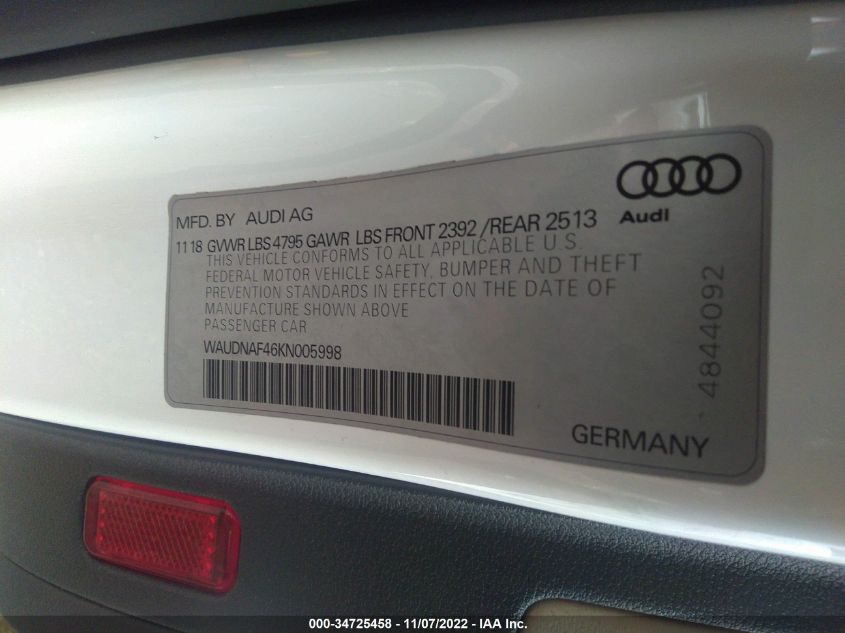 Audi
MFD. BY AUDI AG
11 18 GVWR LBS 4795 GAWR LBS FRONT 2392 /REAR 2513
THIS VEHICLE CONFORMS TO ALL APPLICABLE U S.
FEDERAL MOTOR VEHICLE SAFETY, BUMPER AND THEFT
PREVENTION STANDARDS IN EFFECT ON THE DATE OF
MANUFACTURE SHOWN ABOVE
PASSENGER CAR
WAUDNAF46KN005998
GERMANY
4844092
000-34725458 - 11/07/2022 - IAA Inc.